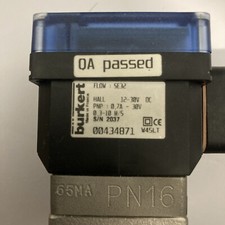 QA passed
burkert
FLOW - SE32
HALL 12-30V DC
PNP - 0,7A - 30V
0,3-10 M/S
S/N 2037
00434871
W45LT
65MA PN16